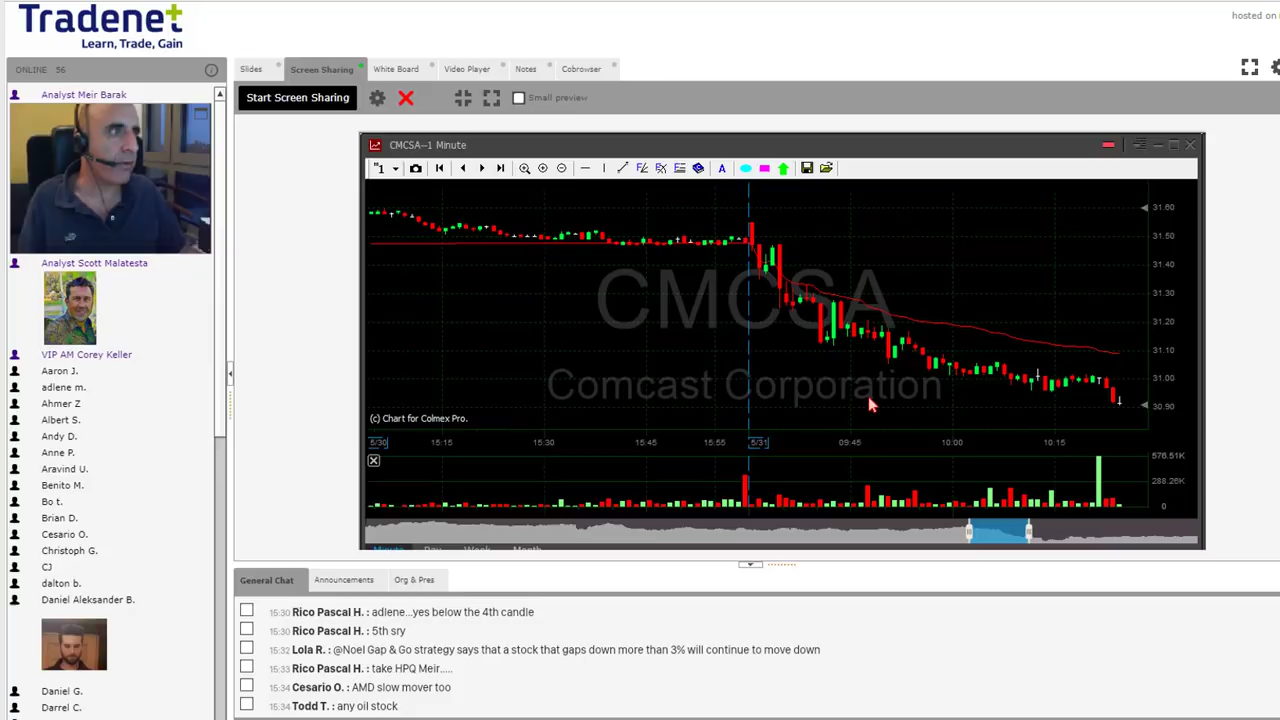 Tradenet
Learn, Trade, Gain
hosted on
ONLINE 56
Analyst Meir Barak
Analyst Scott Malatesta
VIP AM Corey Keller
Aaron J.
adlene m.
Ahmer Z
Albert S.
Andy D.
Anne P.
Aravind U.
Benito M.
Bo t.
Brian D.
Cesario O.
Christoph G.
CJ
dalton b.
Daniel Aleksander B.
Daniel G.
Darrel C.
Slides
Screen Sharing
White Board
Video Player
Notes
Cobrowser
Start Screen Sharing
Small preview
CMCSA--1 Minute
"1
A
CMCSA
Comcast Corporation
(c) Chart for Colmex Pro.
31.60
31.50
31.40
31.30
31.20
31.10
31.00
30.90
5/30 15:15 15:30 15:45 15:55 5/31 09:45 10:00 10:15
576.51K
288.26K
0
Minute Day Week Month
General Chat Announcements Org & Pres
15:30 Rico Pascal H. : adlene...yes below the 4th candle
15:30 Rico Pascal H. : 5th sry
15:32 Lola R. : @Noel Gap & Go strategy says that a stock that gaps down more than 3% will continue to move down
15:33 Rico Pascal H. : take HPQ Meir.....
15:34 Cesario O. : AMD slow mover too
15:34 Todd T. : any oil stock